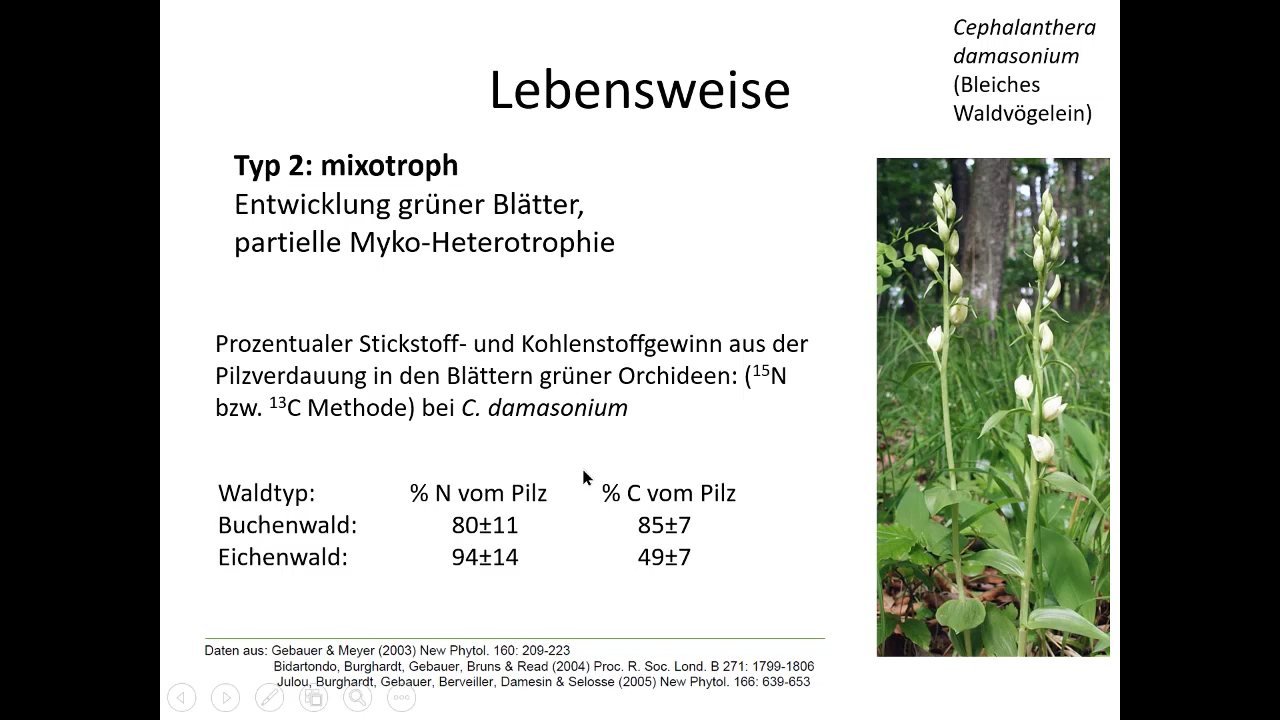 Cephalanthera
damasonium
(Bleiches
Waldvögelein)
Lebensweise
Typ 2: mixotroph
Entwicklung grüner Blätter,
partielle Myko-Heterotrophie
Prozentualer Stickstoff- und Kohlenstoffgewinn aus der
Pilzverdauung in den Blättern grüner Orchideen: (¹⁵N
bzw. ¹³C Methode) bei C. damasonium
Waldtyp: % N vom Pilz % C vom Pilz
Buchenwald: 80±11 85±7
Eichenwald: 94±14 49±7
Daten aus: Gebauer & Meyer (2003) New Phytol. 160: 209-223
Bidartondo, Burghardt, Gebauer, Bruns & Read (2004) Proc. R. Soc. Lond. B 271: 1799-1806
Julou, Burghardt, Gebauer, Berveiller, Damesin & Selosse (2005) New Phytol. 166: 639-653